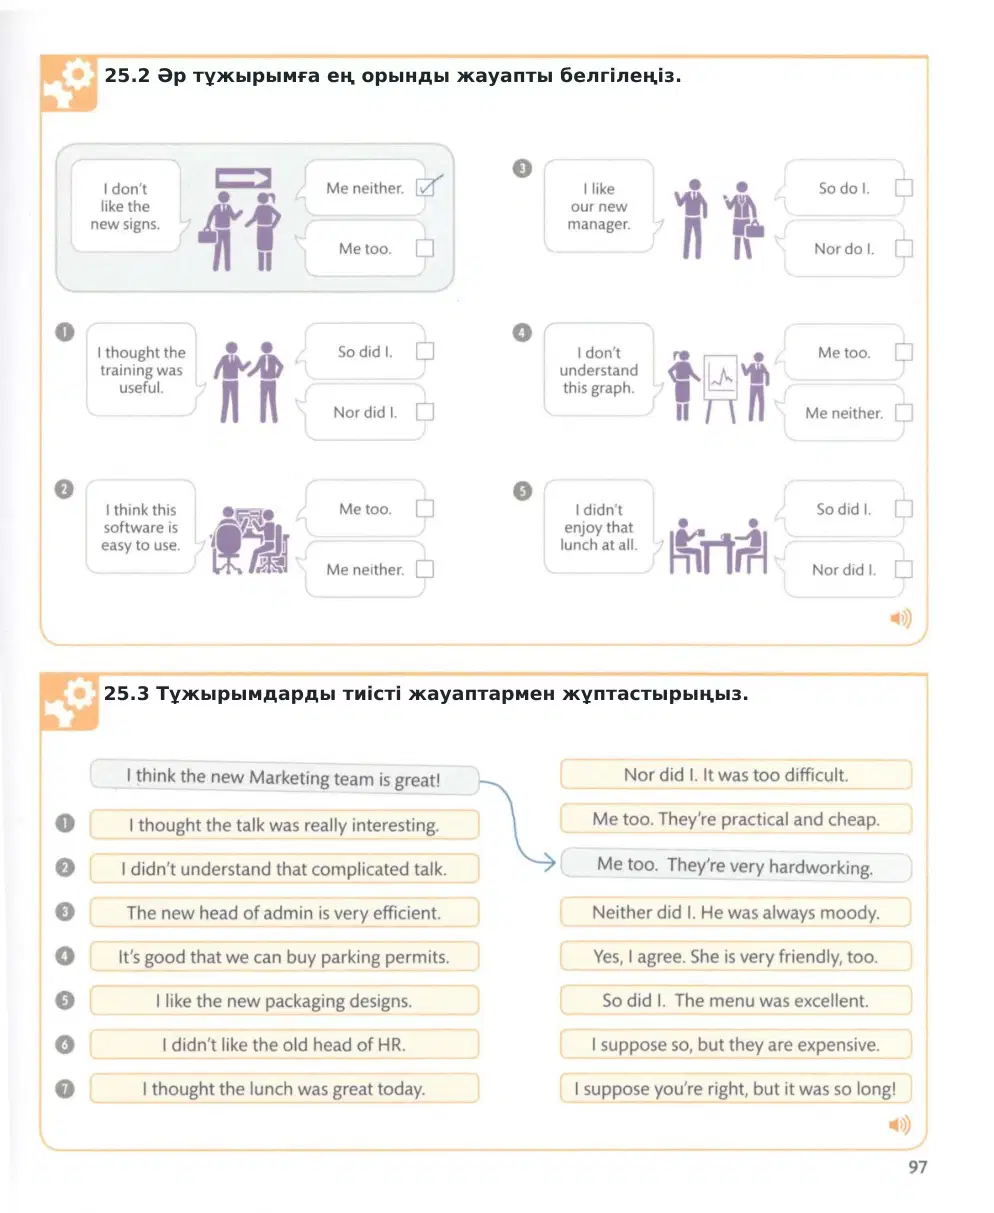 25.2 Әр тұжырымға ең орынды жауапты белгілеңіз.
I don't
like the
new signs.
Me neither.
Me too.
1
I thought the
training was
useful.
So did I.
Nor did I.
2
I think this
software is
easy to use.
Me too.
Me neither.
3
I like
our new
manager.
So do I.
Nor do I.
4
I don't
understand
this graph.
Me too.
Me neither.
5
I didn't
enjoy that
lunch at all.
So did I.
Nor did I.
25.3 Тұжырымдарды тиісті жауаптармен жұптастырыңыз.
I think the new Marketing team is great!
1 I thought the talk was really interesting.
2 I didn't understand that complicated talk.
3 The new head of admin is very efficient.
4 It's good that we can buy parking permits.
5 I like the new packaging designs.
6 I didn't like the old head of HR.
7 I thought the lunch was great today.
Nor did I. It was too difficult.
Me too. They're practical and cheap.
Me too. They're very hardworking.
Neither did I. He was always moody.
Yes, I agree. She is very friendly, too.
So did I. The menu was excellent.
I suppose so, but they are expensive.
I suppose you're right, but it was so long!
97